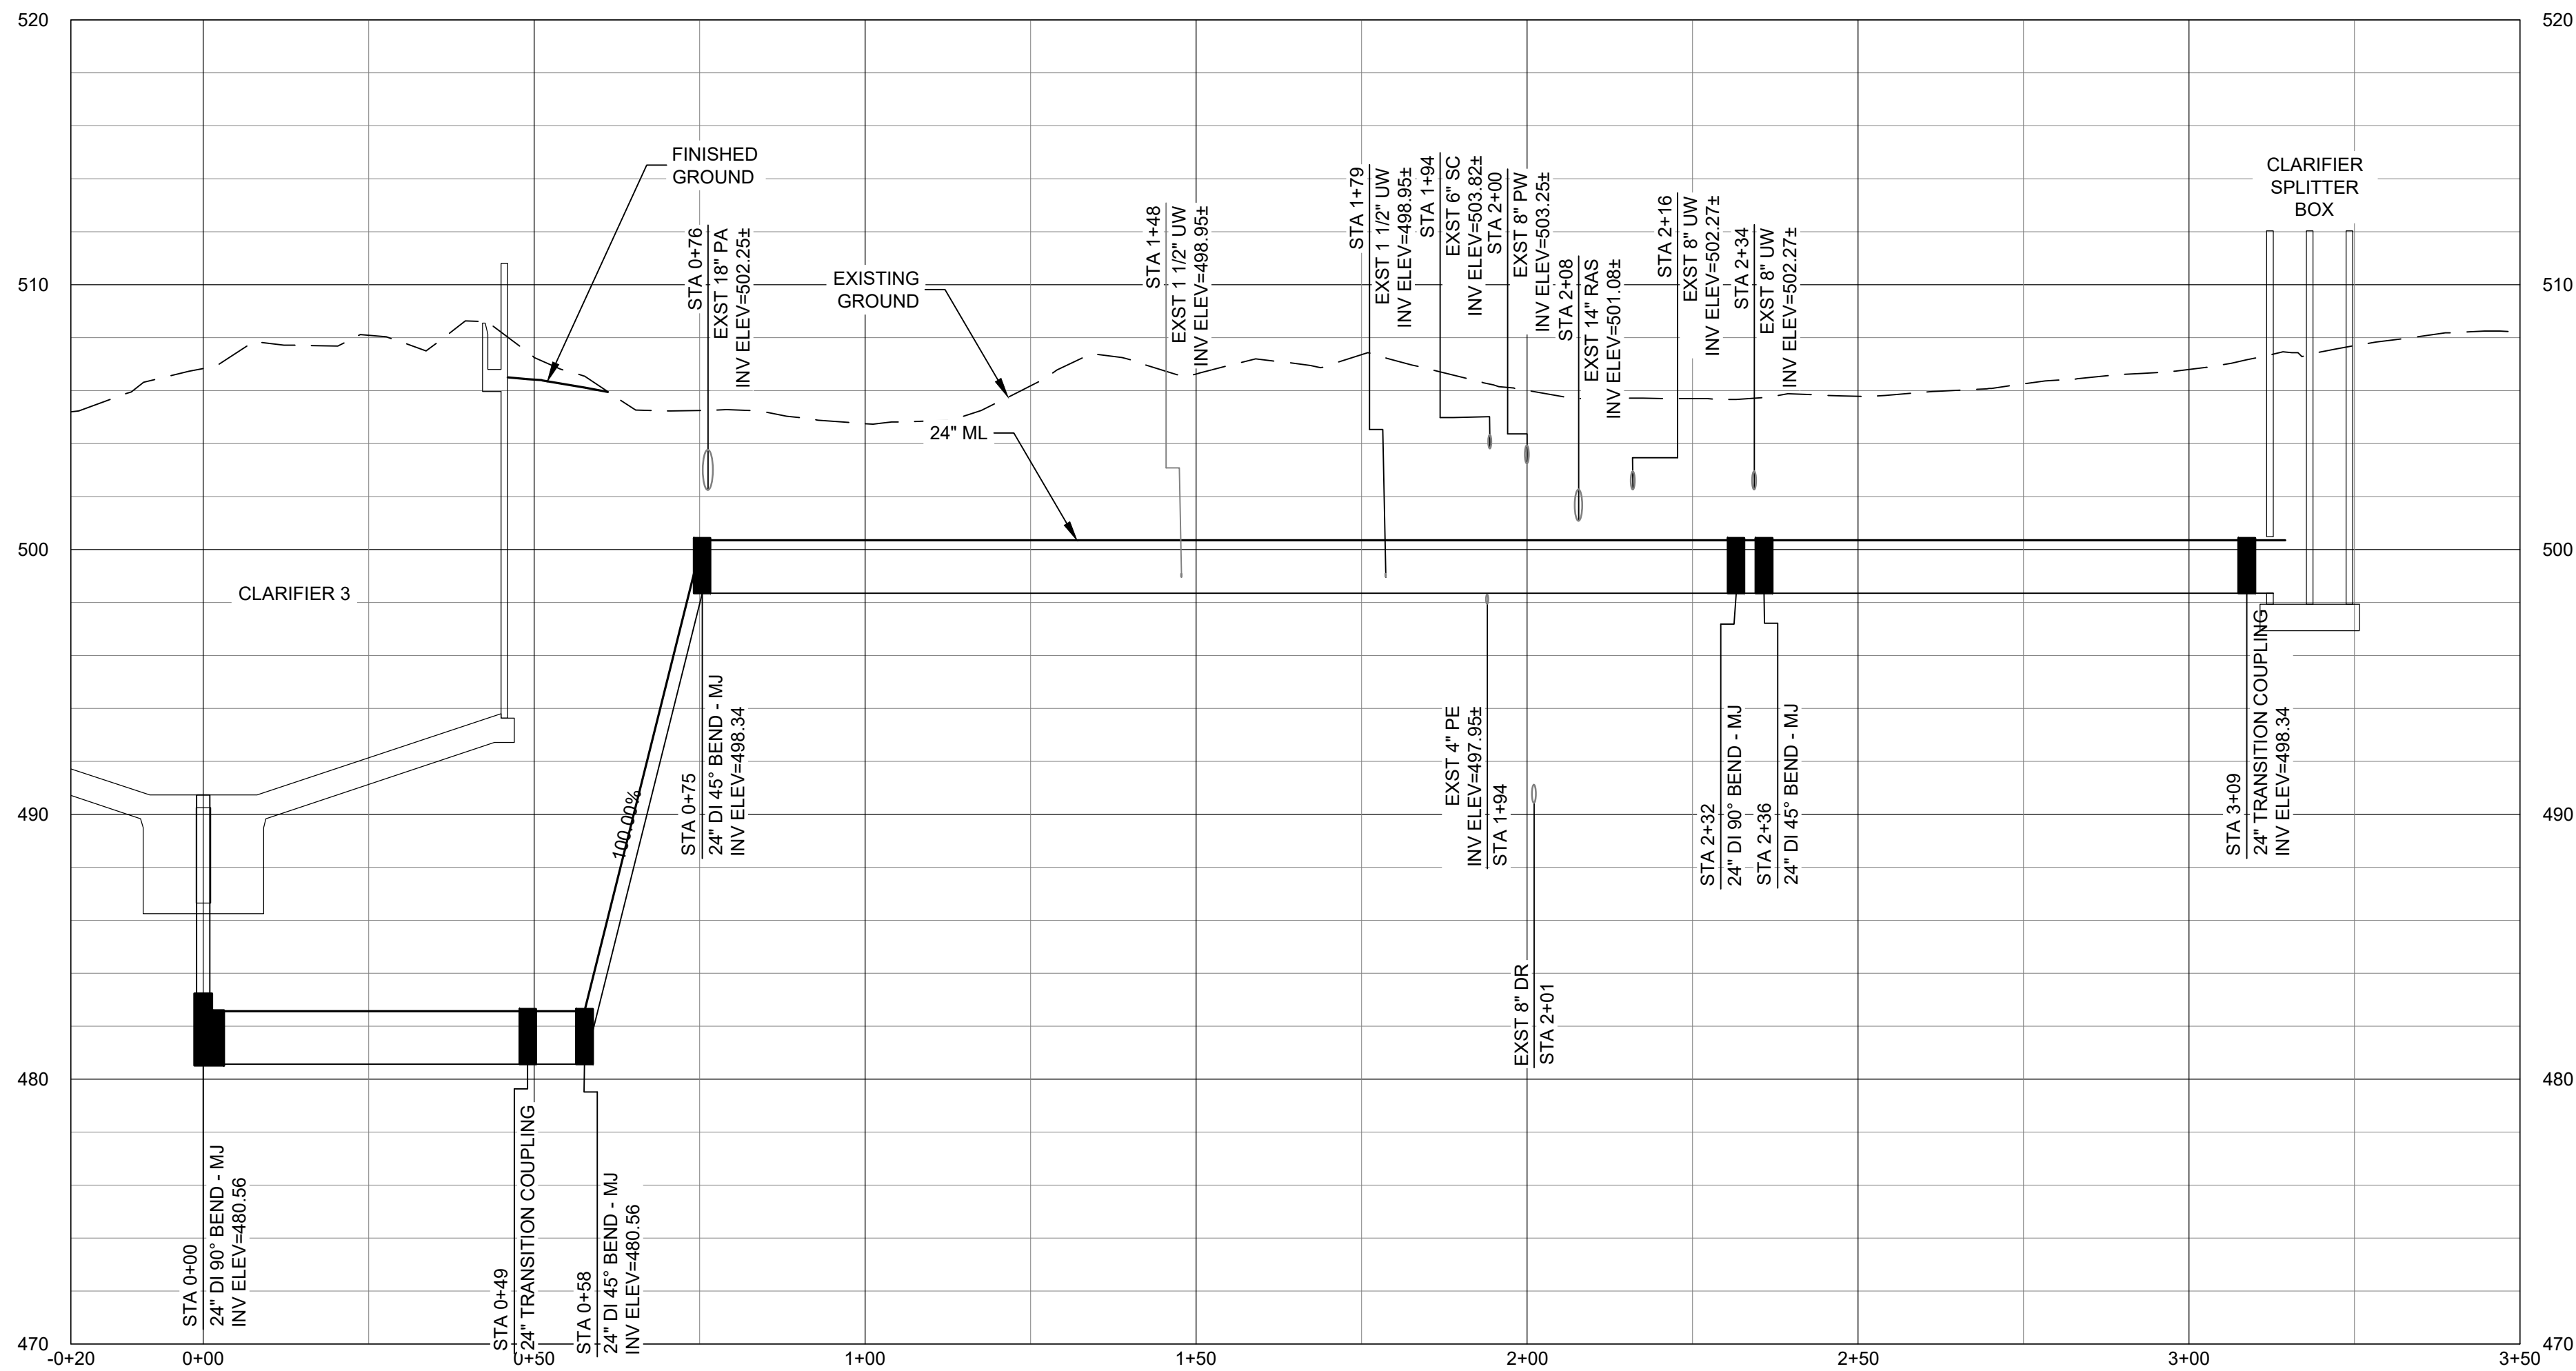 520
520
FINISHED
GROUND
CLARIFIER
SPLITTER
BOX
STA 0+76
EXST 18" PA
INV ELEV=502.25±
EXISTING
GROUND
STA 1+48
EXST 1 1/2" UW
INV ELEV=498.95±
STA 1+79
EXST 1 1/2" UW
INV ELEV=498.95±
STA 1+94
EXST 6" SC
INV ELEV=503.82±
STA 2+00
EXST 8" PW
INV ELEV=503.25±
STA 2+08
EXST 14" RAS
INV ELEV=501.08±
STA 2+16
EXST 8" UW
INV ELEV=502.27±
STA 2+34
EXST 8" UW
INV ELEV=502.27±
510
510
24" ML
500
500
CLARIFIER 3
100.00%
STA 0+75
24" DI 45° BEND - MJ
INV ELEV=498.34
EXST 4" PE
INV ELEV=497.95±
STA 1+94
STA 2+32
24" DI 90° BEND - MJ
STA 2+36
24" DI 45° BEND - MJ
STA 3+09
24" TRANSITION COUPLING
INV ELEV=498.34
490
490
EXST 8" DR
STA 2+01
480
480
STA 0+00
24" DI 90° BEND - MJ
INV ELEV=480.56
STA 0+49
24" TRANSITION COUPLING
STA 0+58
24" DI 45° BEND - MJ
INV ELEV=480.56
470
470
-0+20
0+00
0+50
1+00
1+50
2+00
2+50
3+00
3+50